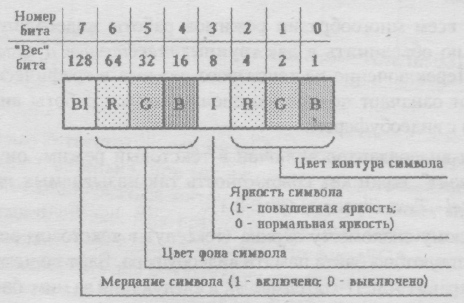 Номер
бита 7 6 5 4 3 2 1 0
"Вес"
бита 128 64 32 16 8 4 2 1
BI R G B I R G B
Цвет контура символа
Яркость символа
(1 - повышенная яркость;
0 - нормальная яркость)
Цвет фона символа
Мерцание символа (1 - включено; 0 - выключено)